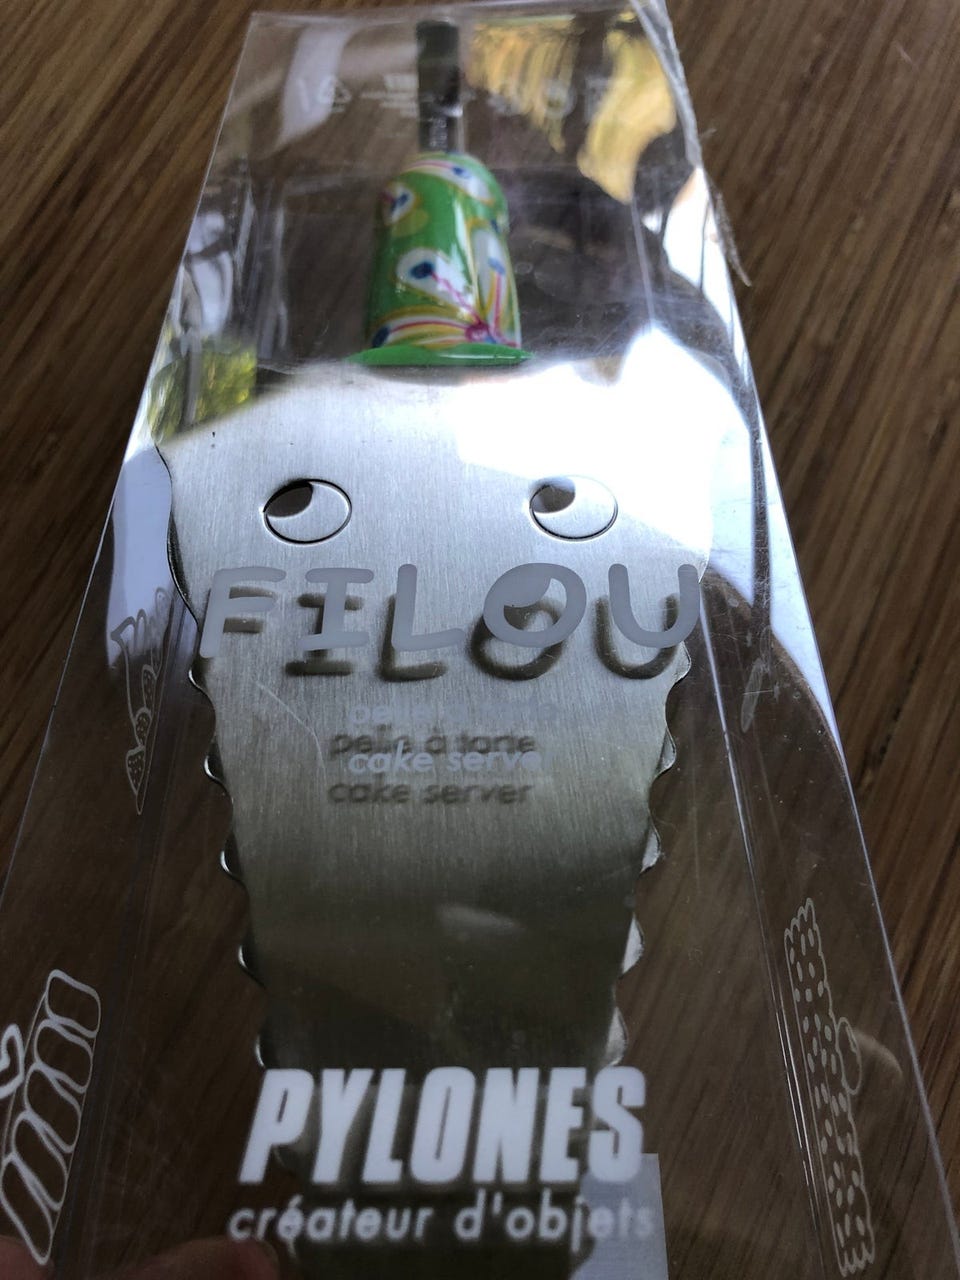 FILOU
pelle à tarte
cake server
PYLONES
créateur d'objets